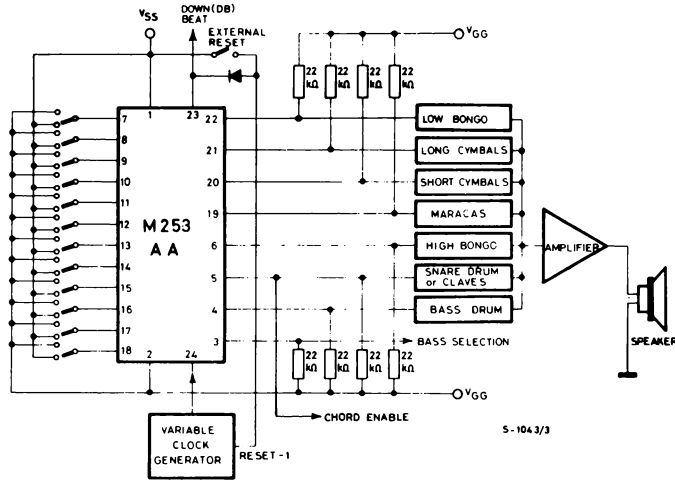 VSS
DOWN(DB)
BEAT
EXTERNAL
RESET
VGG
22
kΩ
22
kΩ
22
kΩ
22
kΩ
1
23
7
8
9
10
11
12
13
14
15
16
17
18
2
24
M253
AA
22
21
20
19
6
5
4
3
LOW BONGO
LONG CYMBALS
SHORT CYMBALS
MARACAS
HIGH BONGO
SNARE DRUM
or CLAVES
BASS DRUM
AMPLIFIER
SPEAKER
BASS SELECTION
22
kΩ
22
kΩ
22
kΩ
22
kΩ
VGG
CHORD ENABLE
S-1043/3
VARIABLE
CLOCK
GENERATOR
RESET-1